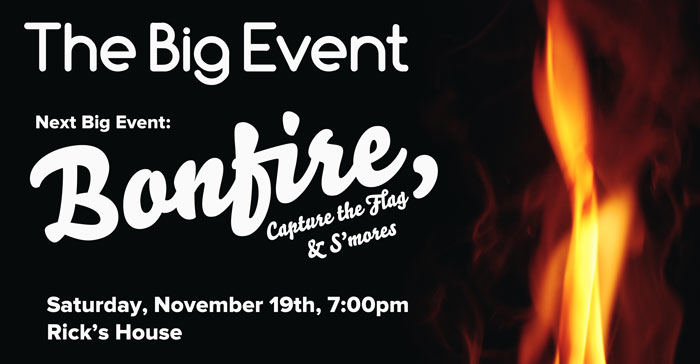 The Big Event
Next Big Event:
Bonfire,
Capture the Flag
& S'mores
Saturday, November 19th, 7:00pm
Rick's House